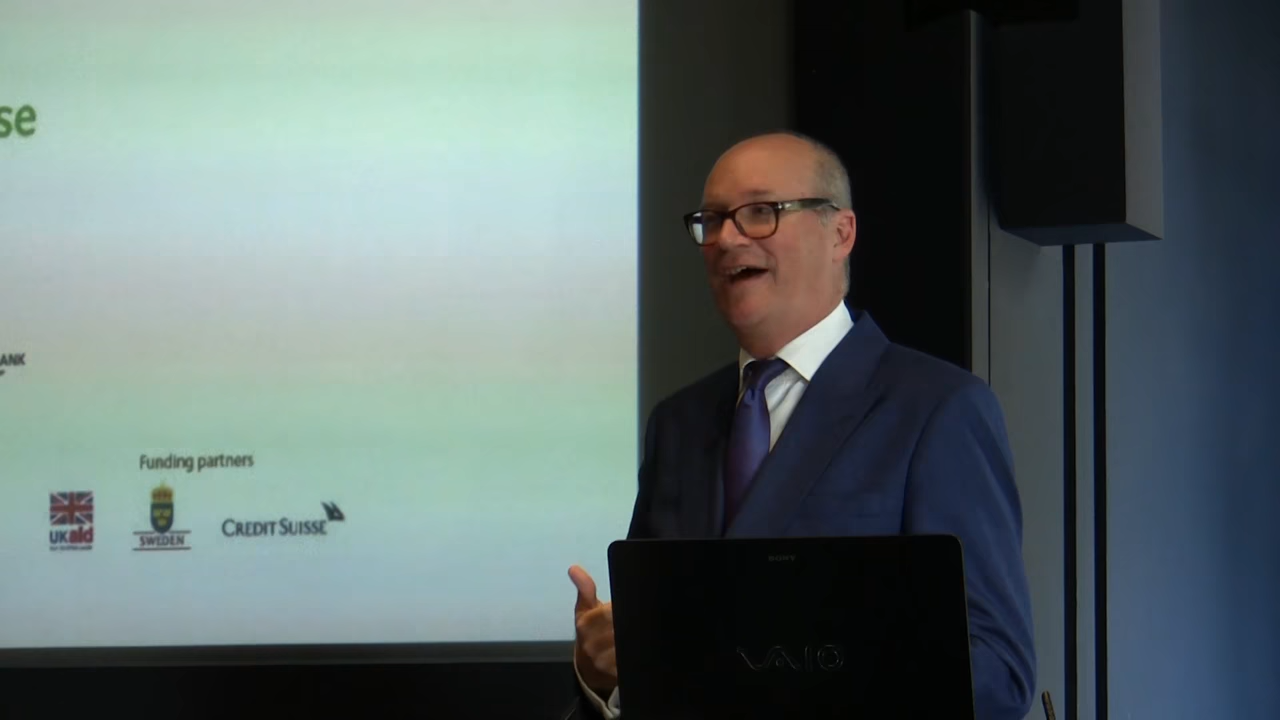 se
ANK
Funding partners
UKaid
SWEDEN
CREDIT SUISSE
SONY
VAIO